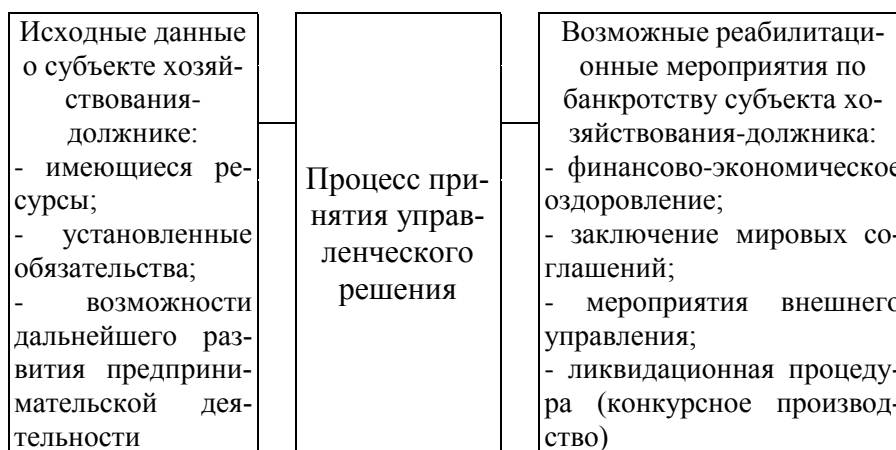 Исходные данные
о субъекте хозяй-
ствования-
должнике:
- имеющиеся ре-
сурсы;
- установленные
обязательства;
- возможности
дальнейшего раз-
вития предприни-
мательской дея-
тельности
Процесс при-
нятия управ-
ленческого
решения
Возможные реабилитаци-
онные мероприятия по
банкротству субъекта хо-
зяйствования-должника:
- финансово-экономическое
оздоровление;
- заключение мировых со-
глашений;
- мероприятия внешнего
управления;
- ликвидационная процеду-
ра (конкурсное производ-
ство)